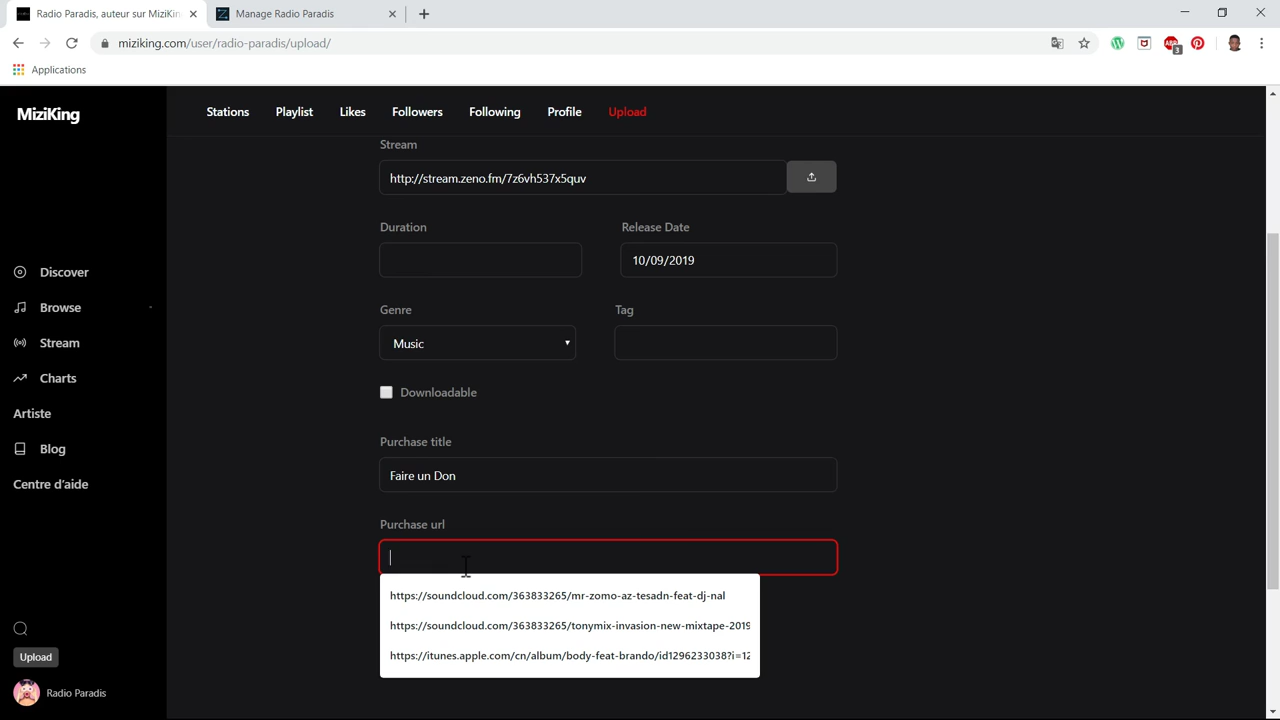 Radio Paradis, auteur sur MiziKin
Manage Radio Paradis
miziking.com/user/radio-paradis/upload/
ABP
3
Applications
MiziKing
Stations
Playlist
Likes
Followers
Following
Profile
Upload
Stream
http://stream.zeno.fm/7z6vh537x5quv
Duration
Release Date
10/09/2019
Discover
Genre
Tag
Browse
Music
Stream
Charts
Downloadable
Artiste
Purchase title
Blog
Faire un Don
Centre d'aide
Purchase url
https://soundcloud.com/363833265/mr-zomo-az-tesadn-feat-dj-nal
https://soundcloud.com/363833265/tonymix-invasion-new-mixtape-2019
https://itunes.apple.com/cn/album/body-feat-brando/id1296233038?i=12
Upload
Radio Paradis